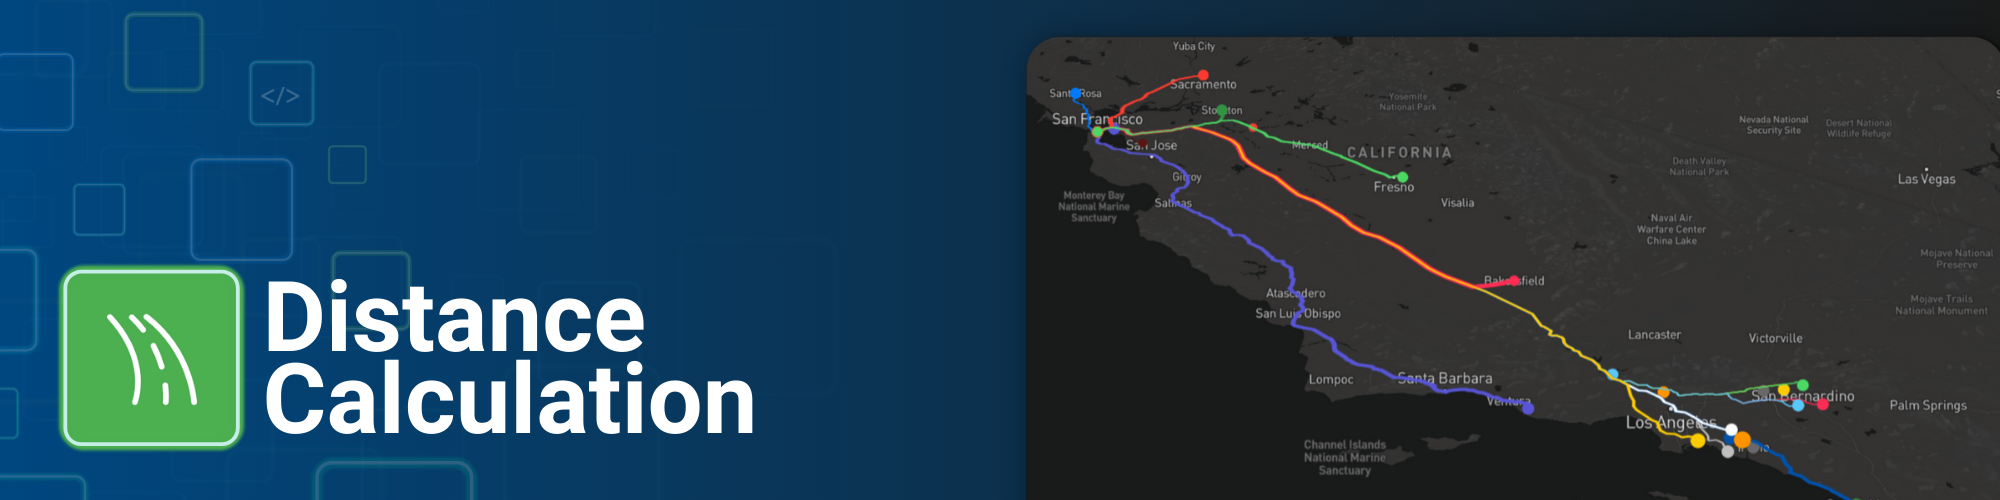 </>
Distance
Calculation
Yuba City
Sacramento
Santa Rosa
San Francisco
Stockton
San Jose
Merced
CALIFORNIA
Yosemite
National Park
Nevada National
Security Site
Desert National
Wildlife Refuge
Death Valley
National Park
Las Vegas
Gilroy
Fresno
Monterey Bay
National Marine
Sanctuary
Salinas
Visalia
Naval Air
Warfare Center
China Lake
Mojave National
Preserve
Bakersfield
Atascadero
San Luis Obispo
Mojave Trails
National Monument
Lancaster
Victorville
Lompoc
Santa Barbara
Ventura
San Bernardino
Palm Springs
Los Angeles
Channel Islands
National Marine
Sanctuary